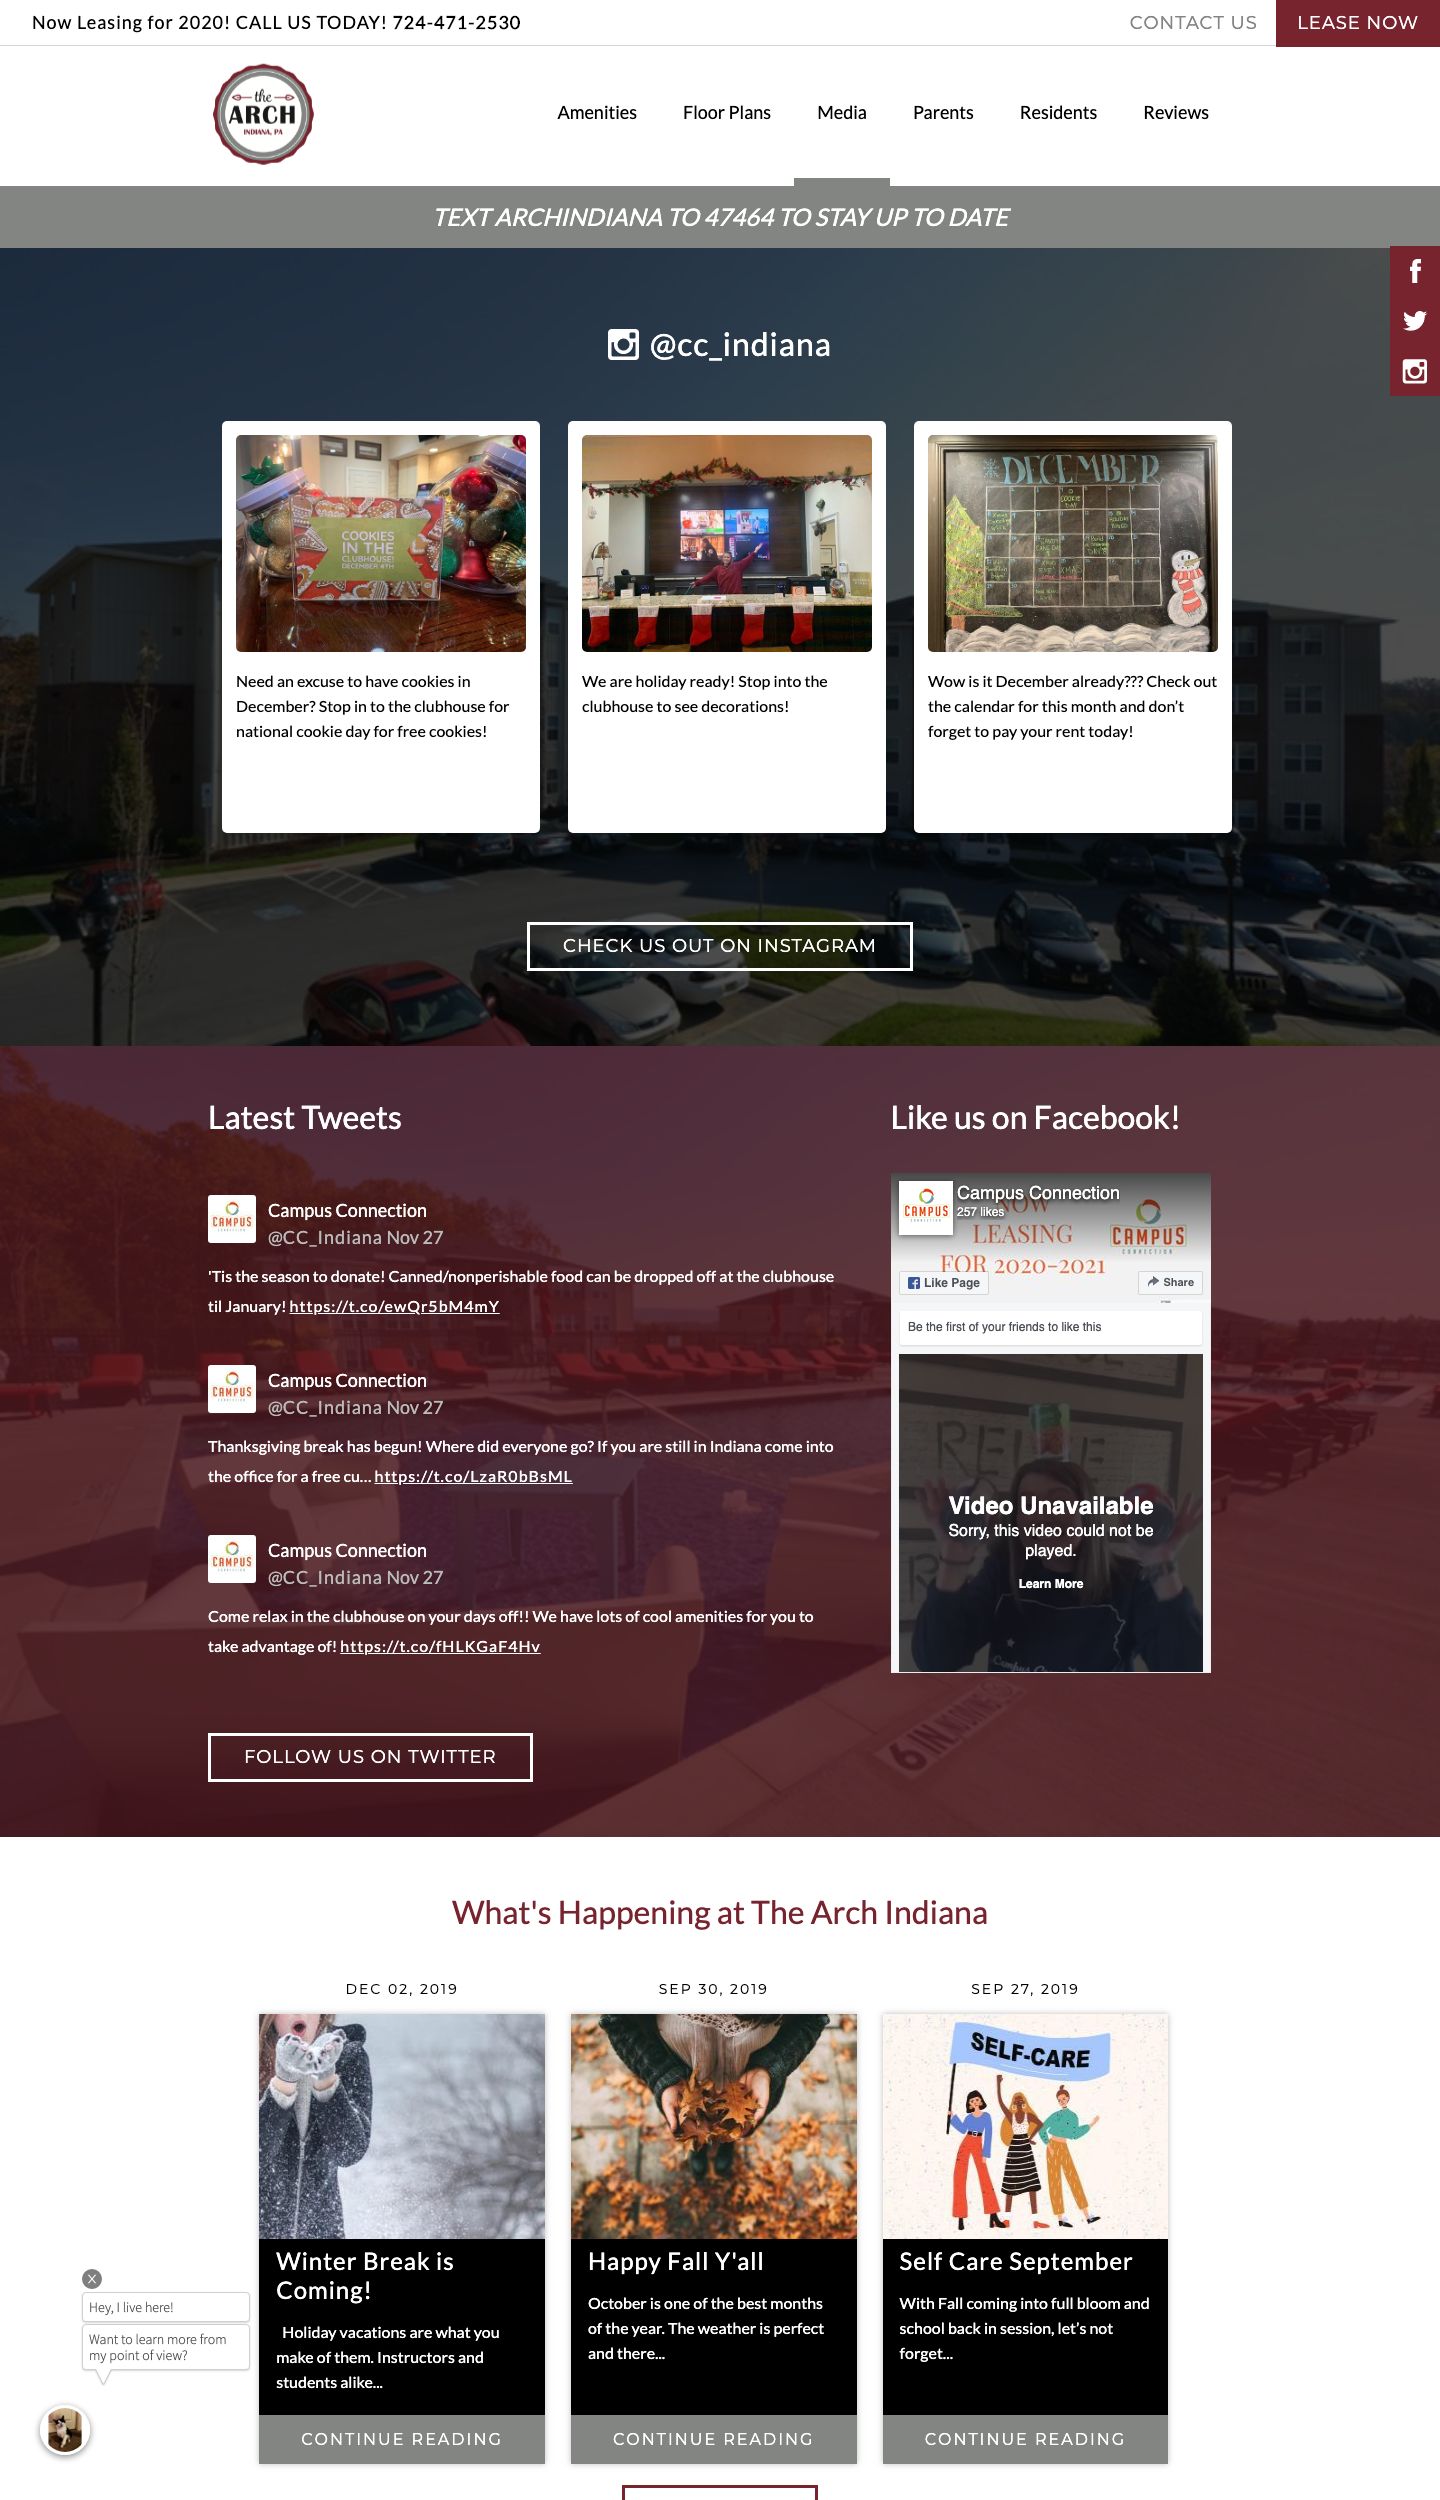 Now Leasing for 2020! CALL US TODAY! 724-471-2530
CONTACT US
LEASE NOW
the
ARCH
INDIANA, PA
Amenities
Floor Plans
Media
Parents
Residents
Reviews
TEXT ARCHINDIANA TO 47464 TO STAY UP TO DATE
@cc_indiana
COOKIES
IN THE
CLUBHOUSE!
DECEMBER 4TH
DECEMBER
COOKIE
DAY
XMAS
Need an excuse to have cookies in
December? Stop in to the clubhouse for
national cookie day for free cookies!
We are holiday ready! Stop into the
clubhouse to see decorations!
Wow is it December already??? Check out
the calendar for this month and don't
forget to pay your rent today!
CHECK US OUT ON INSTAGRAM
Latest Tweets
CAMPUS
CONNECTION
Campus Connection
@CC_Indiana Nov 27
'Tis the season to donate! Canned/nonperishable food can be dropped off at the clubhouse
til January! https://t.co/ewQr5bM4mY
CAMPUS
CONNECTION
Campus Connection
@CC_Indiana Nov 27
Thanksgiving break has begun! Where did everyone go? If you are still in Indiana come into
the office for a free cu... https://t.co/LzaR0bBsML
CAMPUS
CONNECTION
Campus Connection
@CC_Indiana Nov 27
Come relax in the clubhouse on your days off!! We have lots of cool amenities for you to
take advantage of! https://t.co/fHLKGaF4Hv
FOLLOW US ON TWITTER
Like us on Facebook!
CAMPUS
CONNECTION
Campus Connection
257 likes
NOW
LEASING
FOR 2020-2021
CAMPUS
CONNECTION
Like Page
Share
Be the first of your friends to like this
Video Unavailable
Sorry, this video could not be
played.
Learn More
6 IN
What's Happening at The Arch Indiana
DEC 02, 2019
Winter Break is
Coming!
Holiday vacations are what you
make of them. Instructors and
students alike...
CONTINUE READING
SEP 30, 2019
Happy Fall Y'all
October is one of the best months
of the year. The weather is perfect
and there...
CONTINUE READING
SEP 27, 2019
SELF-CARE
Self Care September
With Fall coming into full bloom and
school back in session, let's not
forget...
CONTINUE READING
X
Hey, I live here!
Want to learn more from
my point of view?